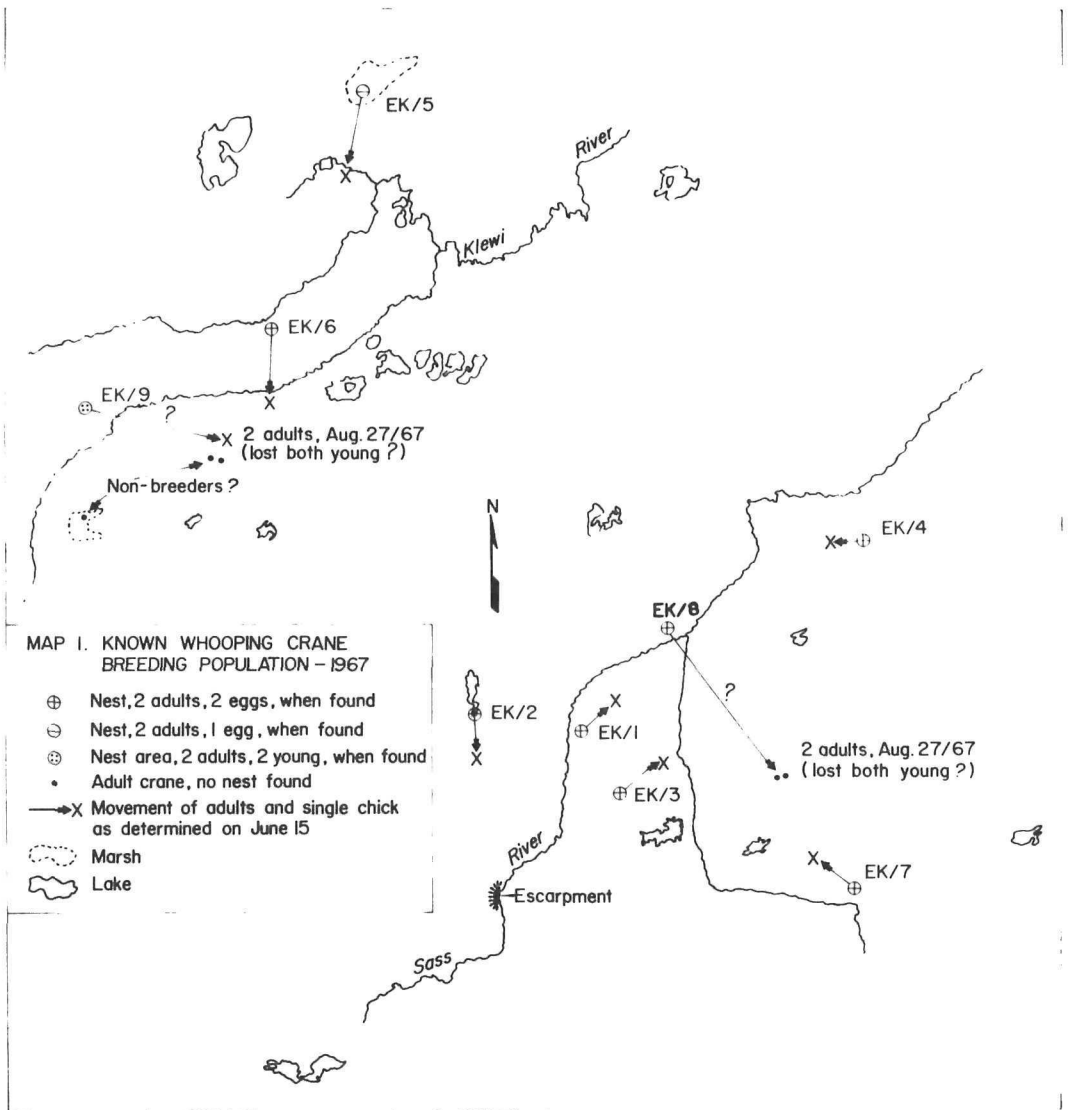 EK/5
River
Klewi
EK/6
EK/9
?
X 2 adults, Aug. 27/67
(lost both young ?)
Non-breeders ?
N
EK/4
EK/8
?
EK/2
EK/1
EK/3
2 adults, Aug. 27/67
(lost both young ?)
EK/7
River
Escarpment
Sass
MAP 1. KNOWN WHOOPING CRANE
BREEDING POPULATION - 1967
Nest, 2 adults, 2 eggs, when found
Nest, 2 adults, 1 egg, when found
Nest area, 2 adults, 2 young, when found
Adult crane, no nest found
X Movement of adults and single chick
as determined on June 15
Marsh
Lake